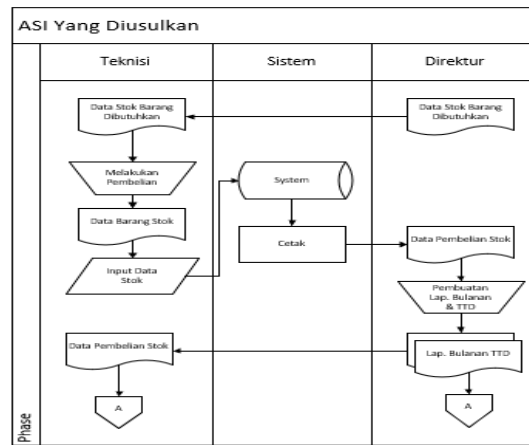 ASI Yang Diusulkan
Teknisi
Sistem
Direktur
Data Stok Barang
Dibutuhkan
Data Stok Barang
Dibutuhkan
Melakukan
Pembelian
System
Data Barang Stok
Cetak
Data Pembelian Stok
Input Data
Stok
Pembuatan
Lap. Bulanan
& TTD
Data Pembelian Stok
Lap. Bulanan TTD
A
A
Phase